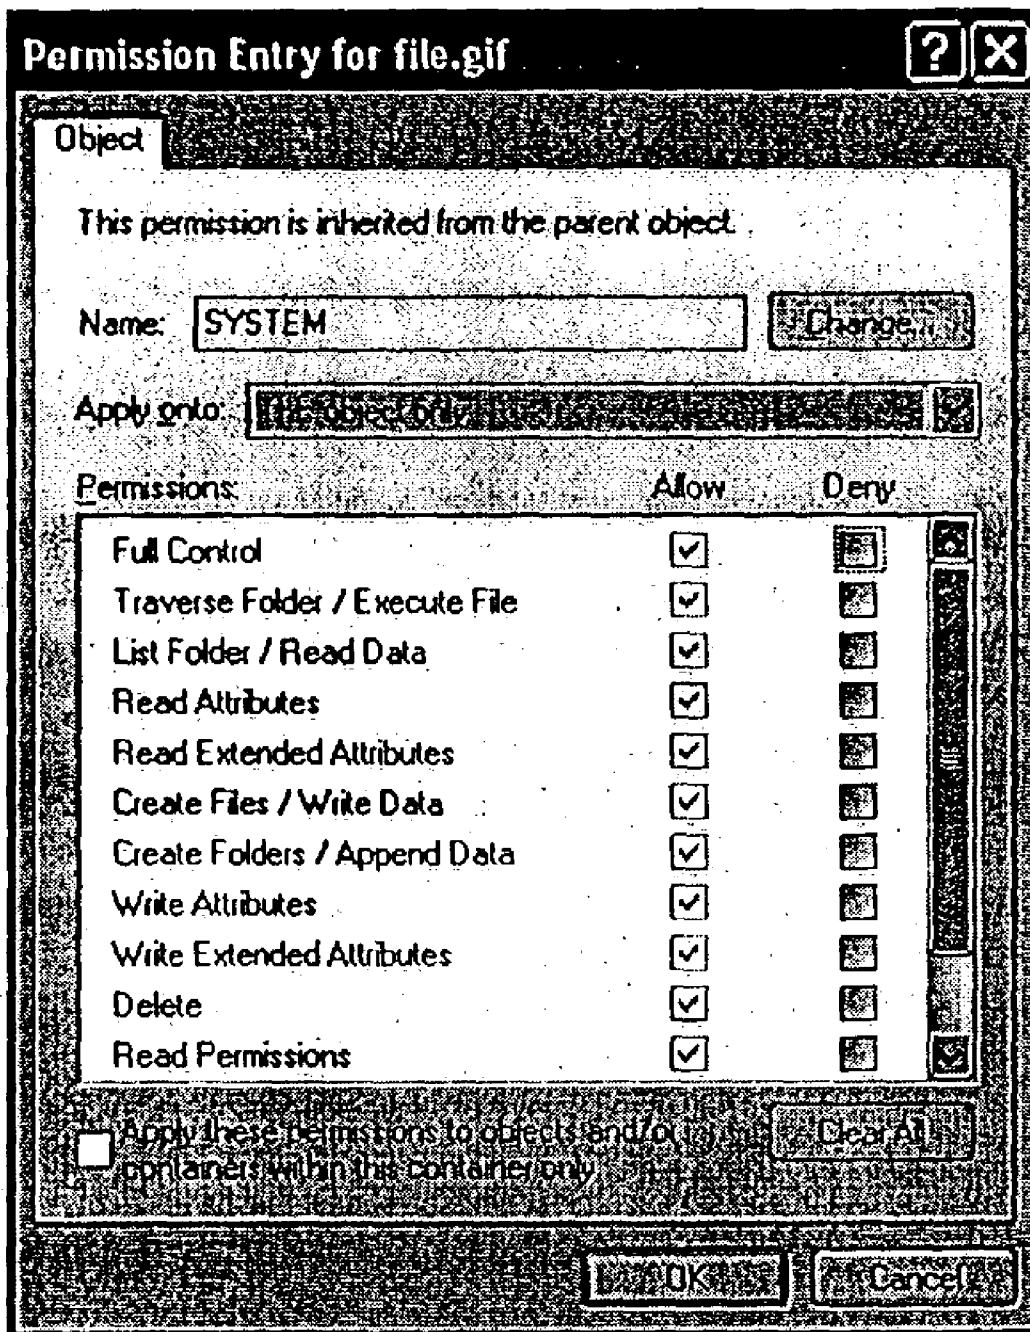 Permission Entry for file.gif
Object
This permission is inherited from the parent object.
Name: SYSTEM Change...
Apply onto: This object only
Permissions: Allow Deny
Full Control
Traverse Folder / Execute File
List Folder / Read Data
Read Attributes
Read Extended Attributes
Create Files / Write Data
Create Folders / Append Data
Write Attributes
Write Extended Attributes
Delete
Read Permissions
Apply these permissions to objects and/or Clear All
containers within this container only
OK Cancel